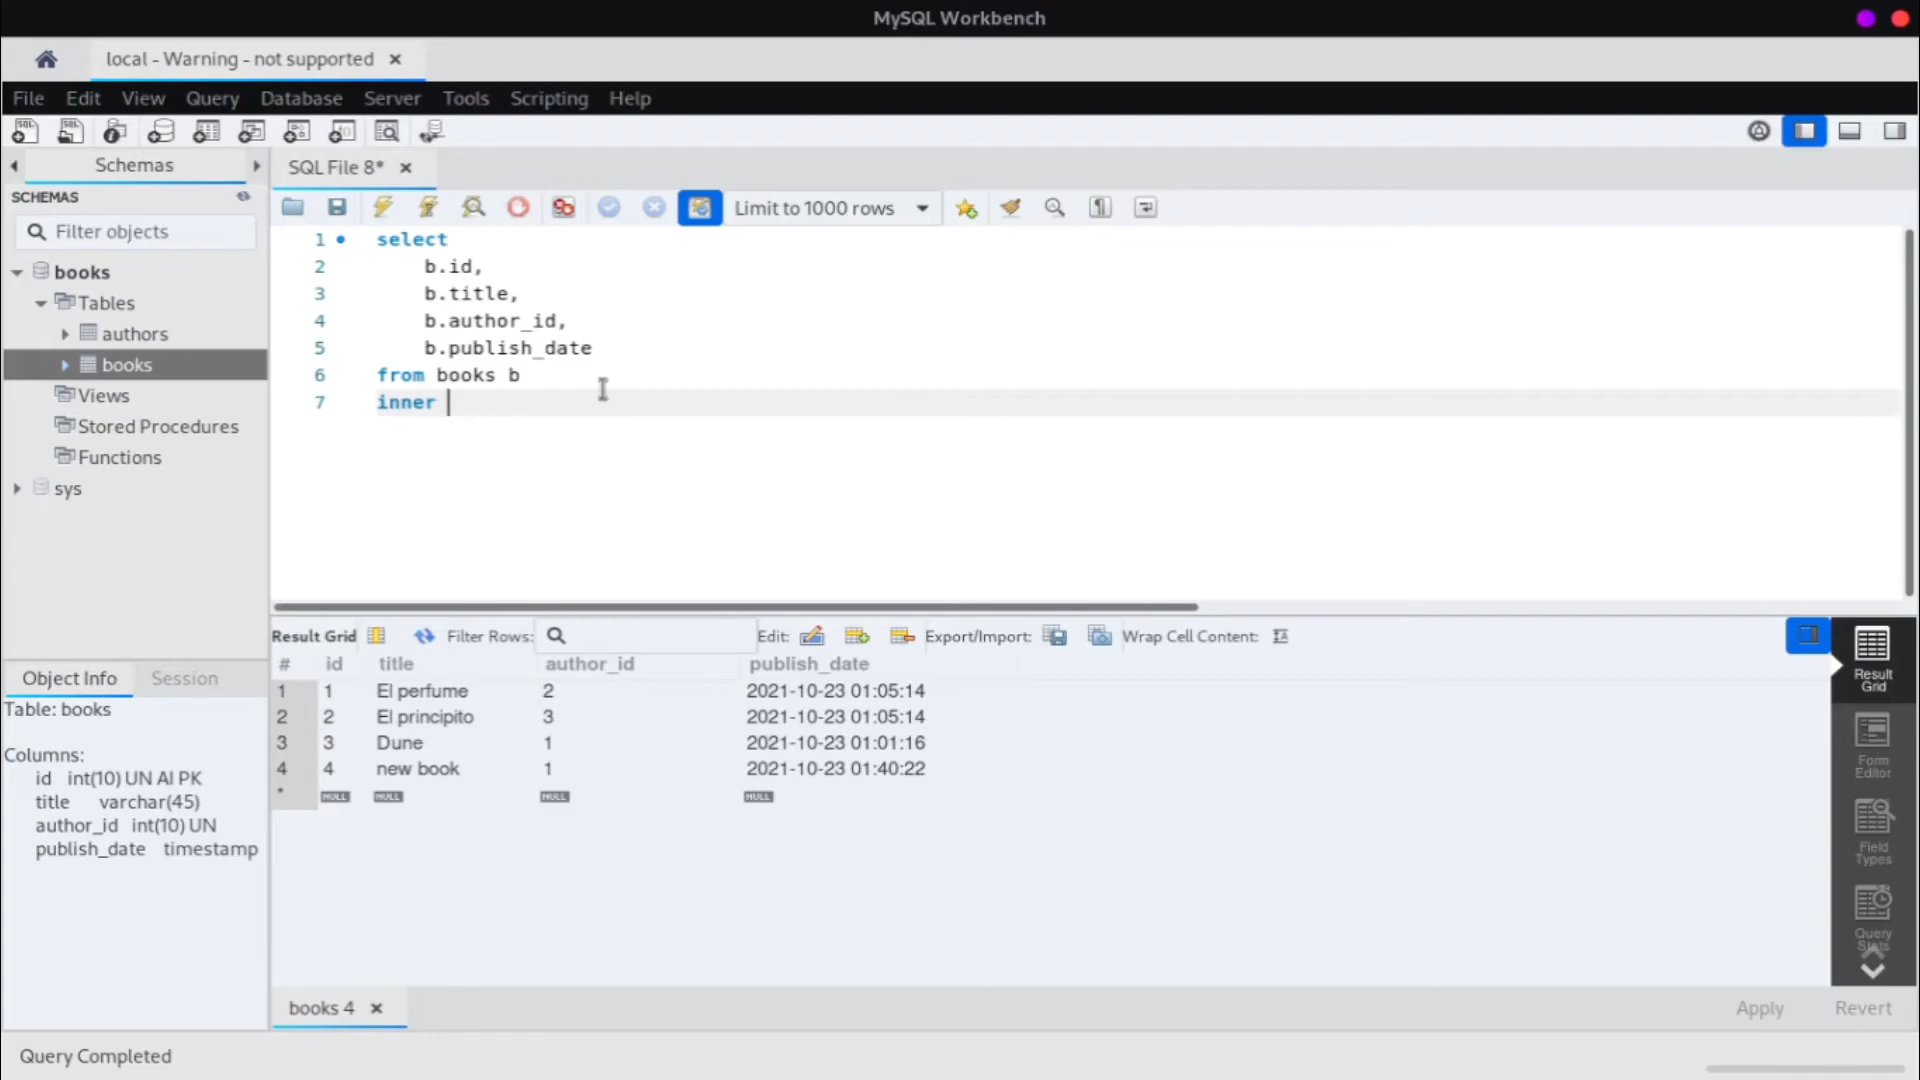 MySQL Workbench
local - Warning - not supported
File Edit View Query Database Server Tools Scripting Help
Schemas
SQL File 8*
SCHEMAS
Filter objects
Limit to 1000 rows
books
Tables
authors
books
Views
Stored Procedures
Functions
sys
1 select
2 b.id,
3 b.title,
4 b.author_id,
5 b.publish_date
6 from books b
7 inner
Result Grid Filter Rows: Edit: Export/Import: Wrap Cell Content:
# id title author_id publish_date
1 1 El perfume 2 2021-10-23 01:05:14
2 2 El principito 3 2021-10-23 01:05:14
3 3 Dune 1 2021-10-23 01:01:16
4 4 new book 1 2021-10-23 01:40:22
* NULL NULL NULL NULL
Result
Grid
Form
Editor
Field
Types
Query
Stats
Object Info Session
Table: books
Columns:
id int(10) UN AI PK
title varchar(45)
author_id int(10) UN
publish_date timestamp
books 4
Apply Revert
Query Completed